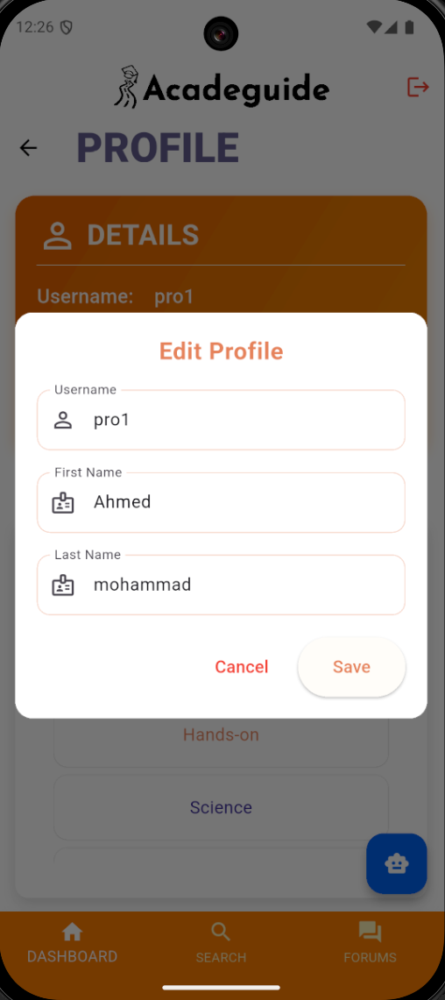 12:26
Acadeguide
PROFILE
DETAILS
Username: pro1
Edit Profile
Username
pro1
First Name
Ahmed
Last Name
mohammad
Cancel
Save
Hands-on
Science
DASHBOARD
SEARCH
FORUMS